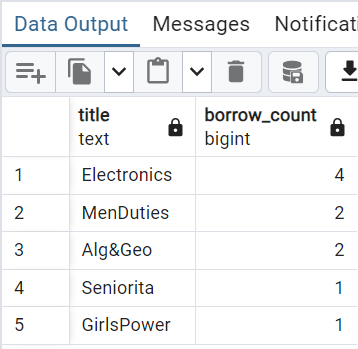 Data Output Messages Notificat
title borrow_count
text bigint
1 Electronics 4
2 MenDuties 2
3 Alg&Geo 2
4 Seniorita 1
5 GirlsPower 1